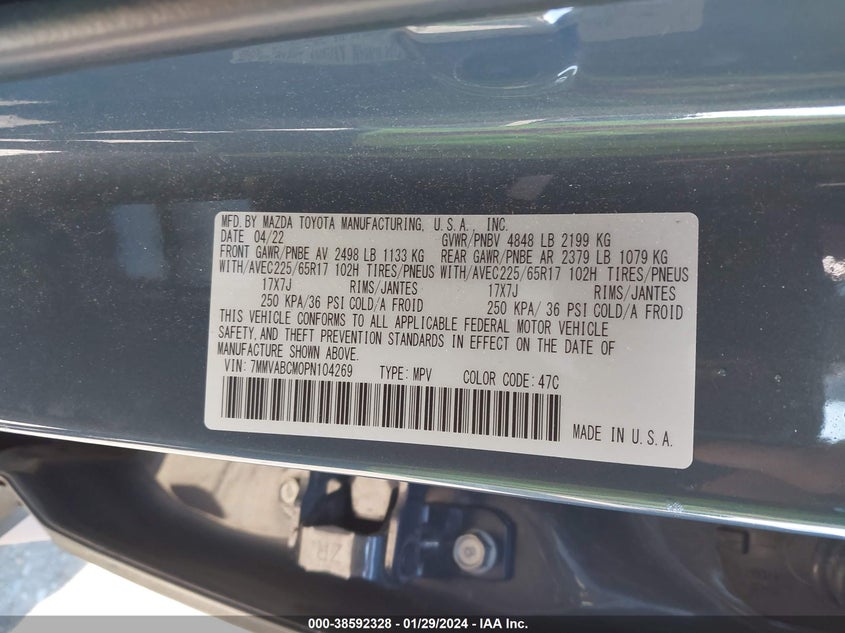 MFD. BY MAZDA TOYOTA MANUFACTURING, U.S.A., INC.
DATE 04/22 GVWR/PNBV 4848 LB 2199 KG
FRONT GAWR/PNBE AV 2498 LB 1133 KG REAR GAWR/PNBE AR 2379 LB 1079 KG
WITH/AVEC225/65R17 102H TIRES/PNEUS WITH/AVEC225/65R17 102H TIRES/PNEUS
17X7J RIMS/JANTES 17X7J RIMS/JANTES
250 KPA/36 PSI COLD/A FROID 250 KPA/ 36 PSI COLD/A FROID
THIS VEHICLE CONFORMS TO ALL APPLICABLE FEDERAL MOTOR VEHICLE
SAFETY, AND THEFT PREVENTION STANDARDS IN EFFECT ON THE DATE OF
MANUFACTURE SHOWN ABOVE.
VIN: 7MMVABCM0PN104269 TYPE: MPV COLOR CODE: 47C
MADE IN U.S.A.
ZR
000-38592328 - 01/29/2024 - IAA Inc.